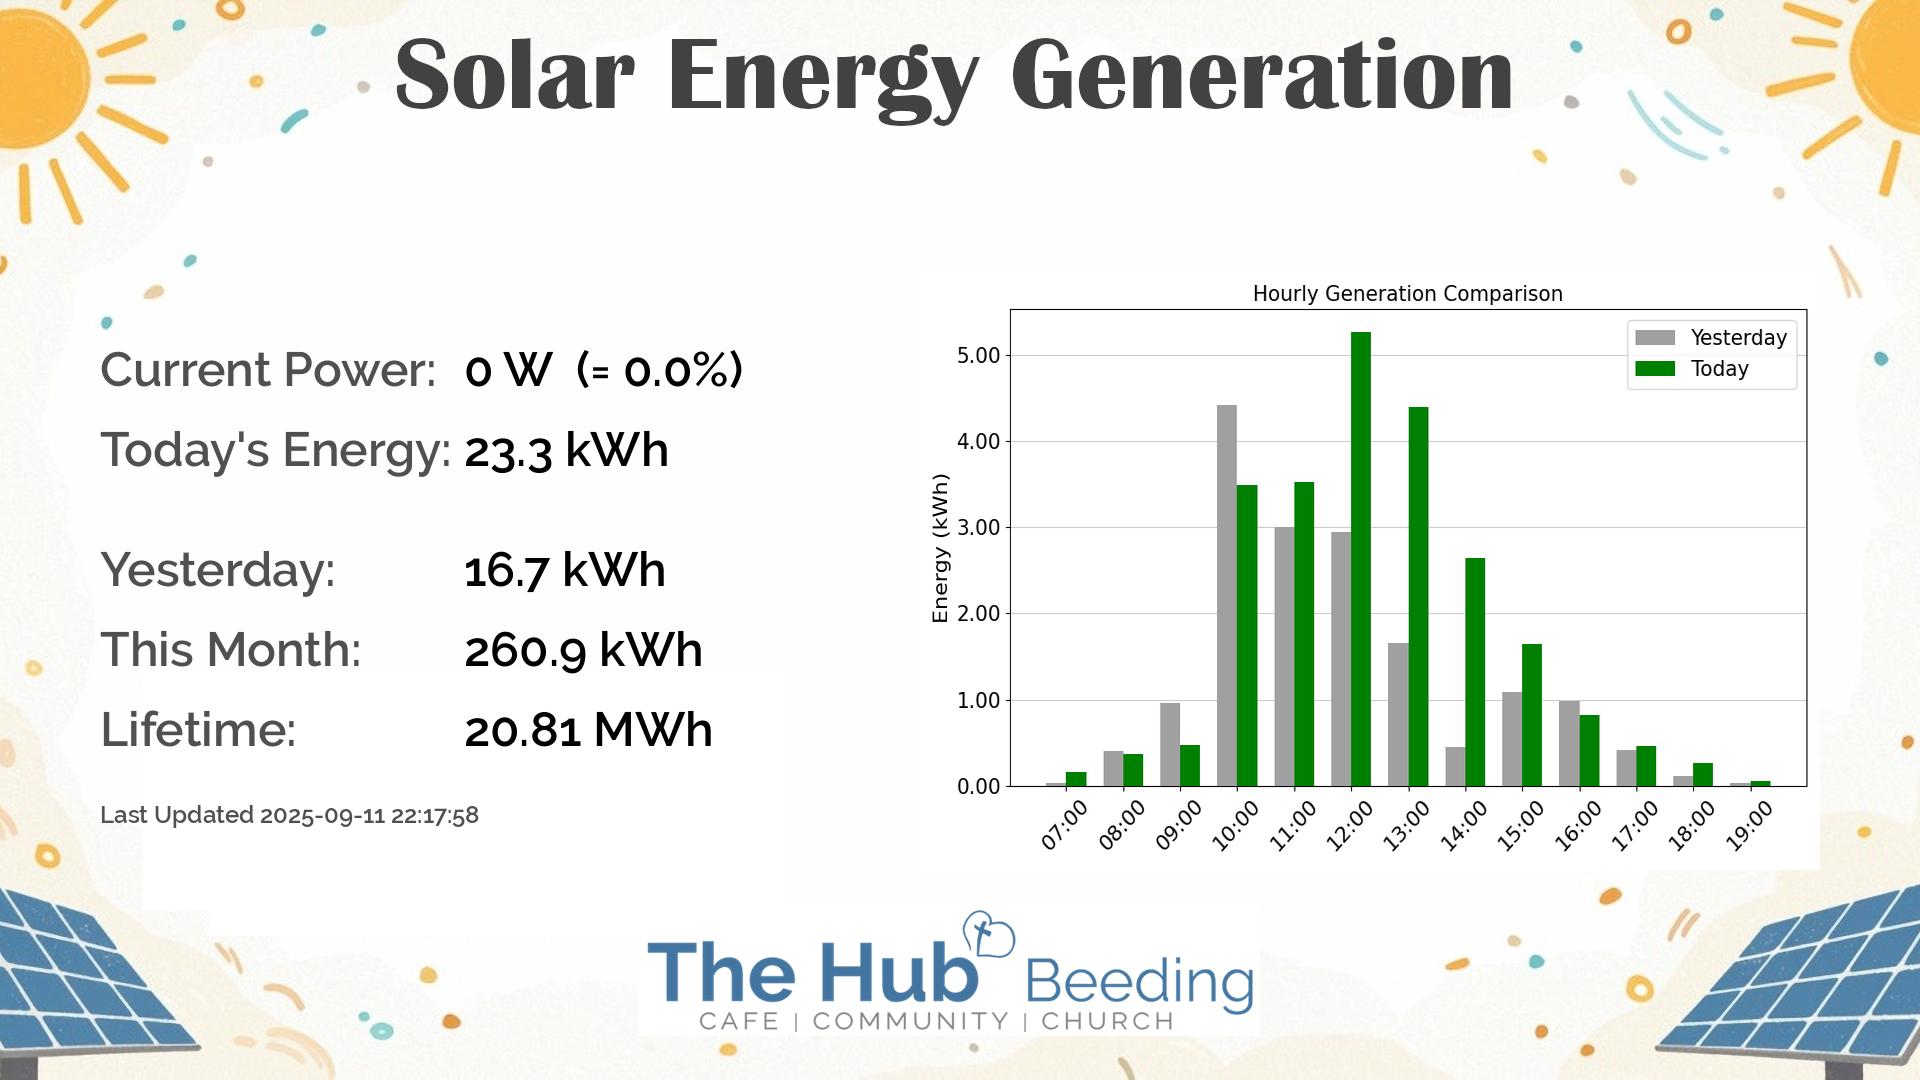 Solar Energy Generation
Current Power: 0 W (= 0.0%)
Today's Energy: 23.3 kWh
Yesterday: 16.7 kWh
This Month: 260.9 kWh
Lifetime: 20.81 MWh
Last Updated 2025-09-11 22:17:58
Hourly Generation Comparison
Yesterday
Today
Energy (kWh)
5.00
4.00
3.00
2.00
1.00
0.00
07:00 08:00 09:00 10:00 11:00 12:00 13:00 14:00 15:00 16:00 17:00 18:00 19:00
The Hub Beeding
CAFE | COMMUNITY | CHURCH